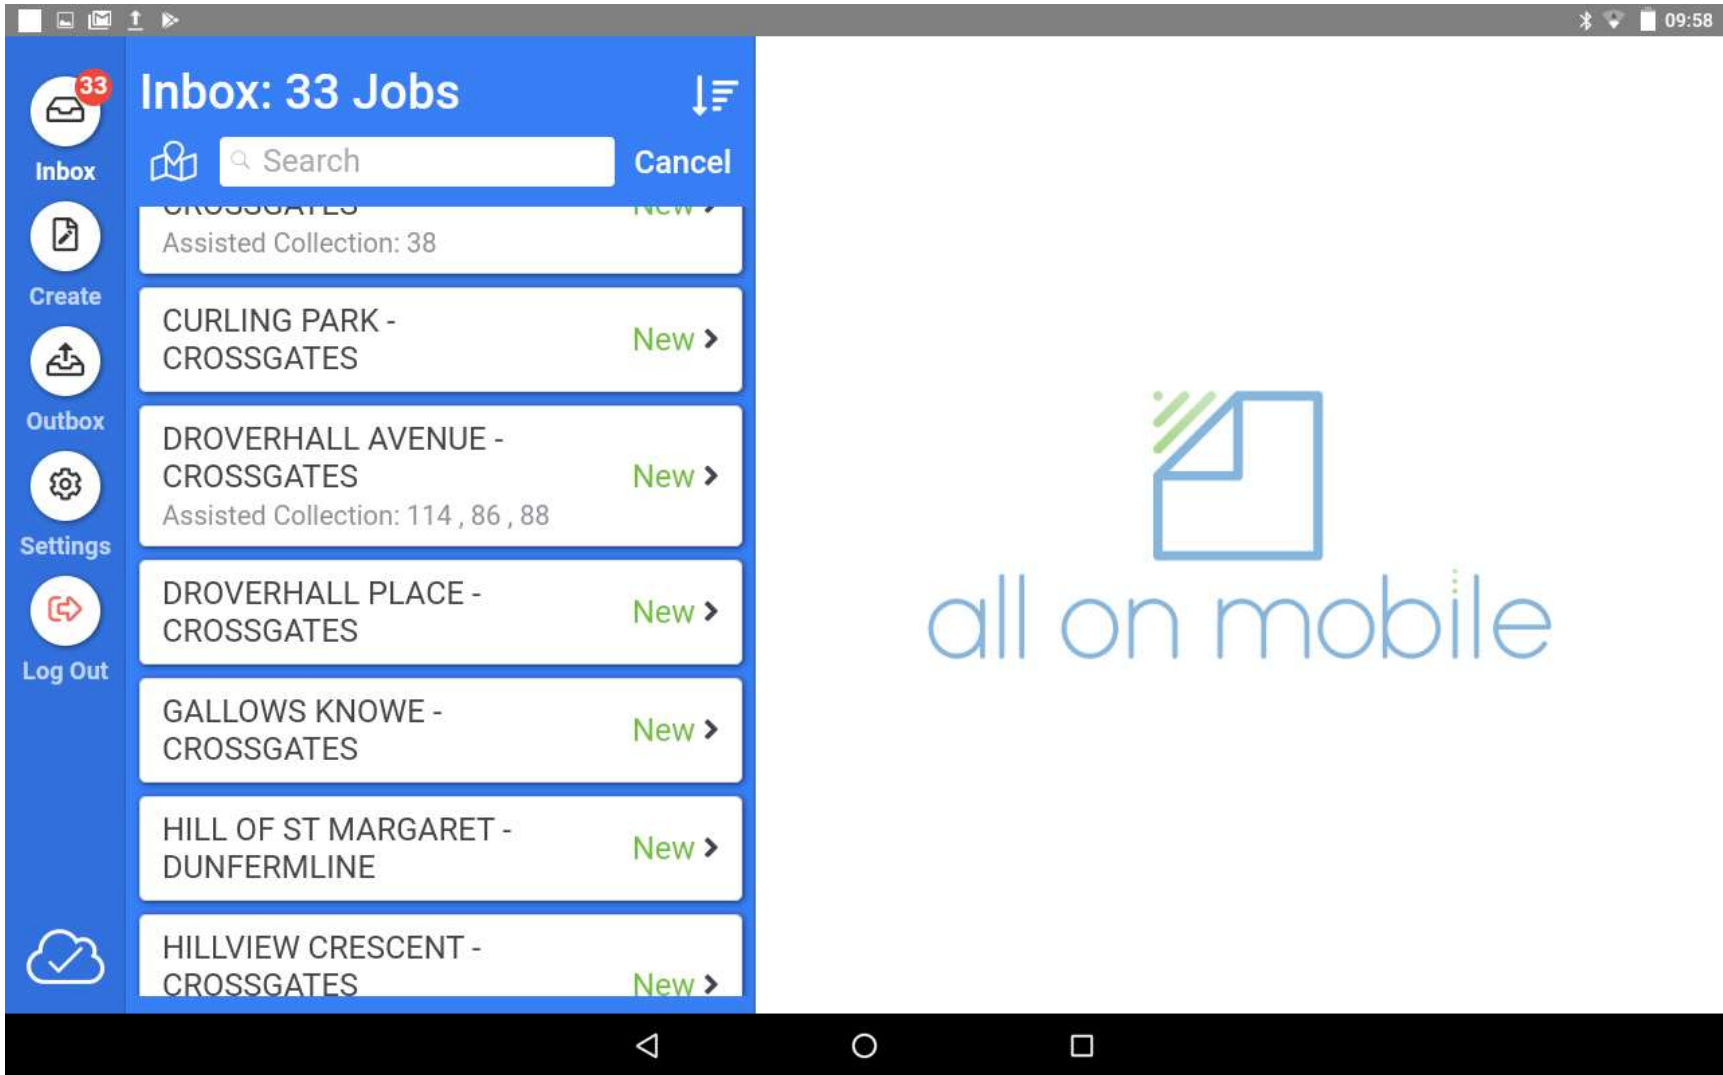 09:58
33
Inbox
Create
Outbox
Settings
Log Out
Inbox: 33 Jobs
Search
Cancel
CROSSGATES
New
Assisted Collection: 38
CURLING PARK -
CROSSGATES
New
DROVERHALL AVENUE -
CROSSGATES
New
Assisted Collection: 114 , 86 , 88
DROVERHALL PLACE -
CROSSGATES
New
GALLOWS KNOWE -
CROSSGATES
New
HILL OF ST MARGARET -
DUNFERMLINE
New
HILLVIEW CRESCENT -
CROSSGATES
New
all on mobile